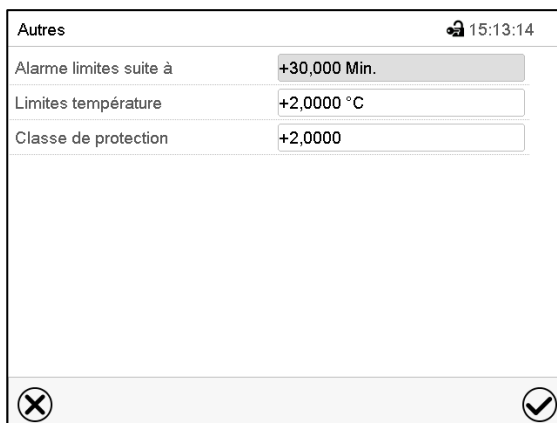 Autres 15:13:14
Alarme limites suite à +30,000 Min.
Limites température +2,0000 °C
Classe de protection +2,0000